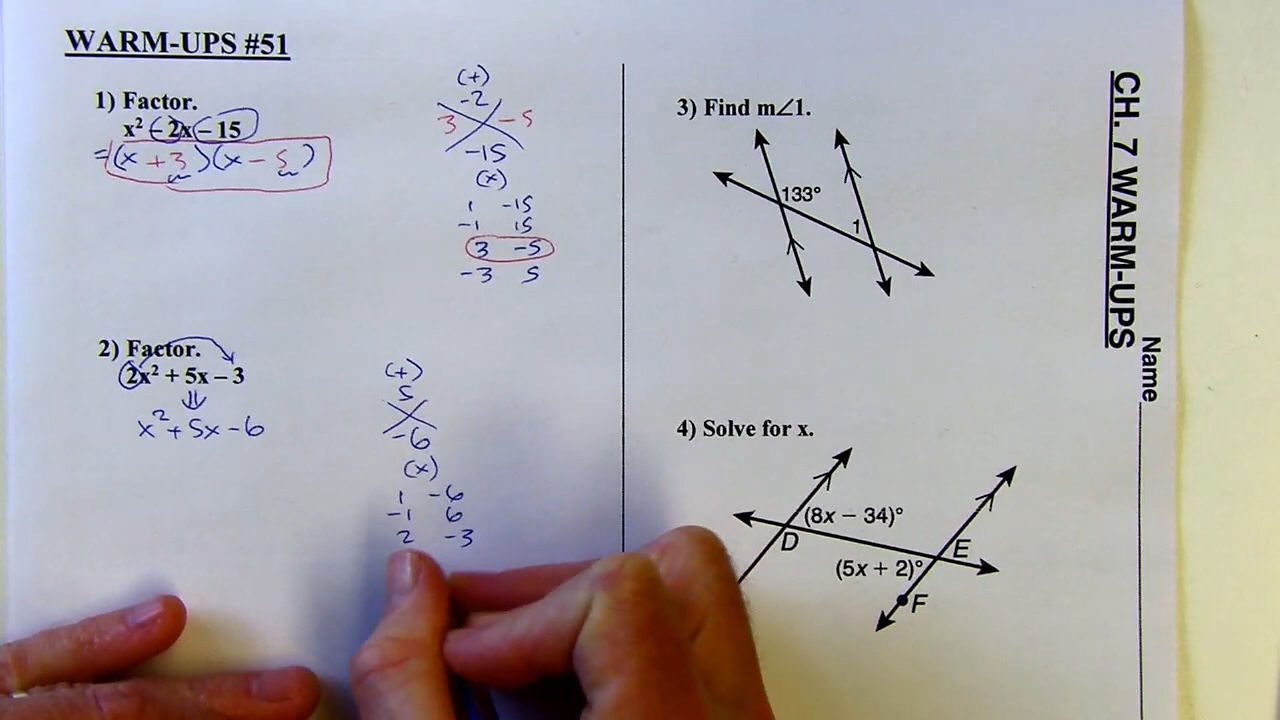 WARM-UPS #51
1) Factor.
x² − 2x − 15
=(x + 3)(x − 5)
(+)
-2
3 -5
-15
(x)
1 -15
-1 15
3 -5
-3 5
2) Factor.
2x² + 5x − 3
x² + 5x − 6
(+)
5
-6
(x)
1 -6
-1 6
2 -3
3) Find m∠1.
133°
1
4) Solve for x.
(8x − 34)°
D
E
(5x + 2)°
F
CH. 7 WARM-UPS
Name